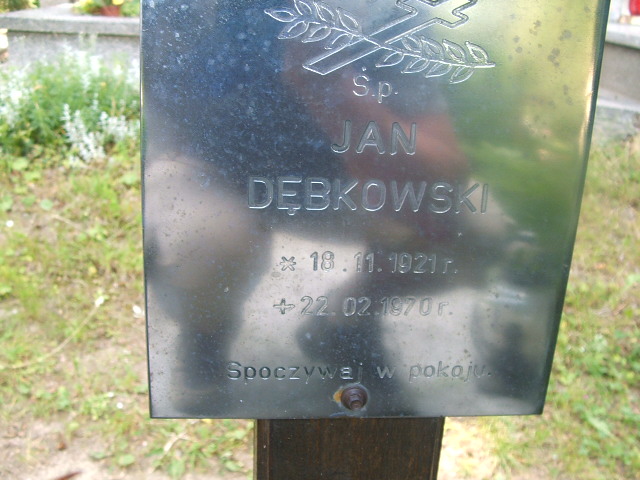 Ś.p.
JAN
DĘBKOWSKI
* 18.11.1921 r.
+ 22.02.1970 r.
Spoczywaj w pokoju.